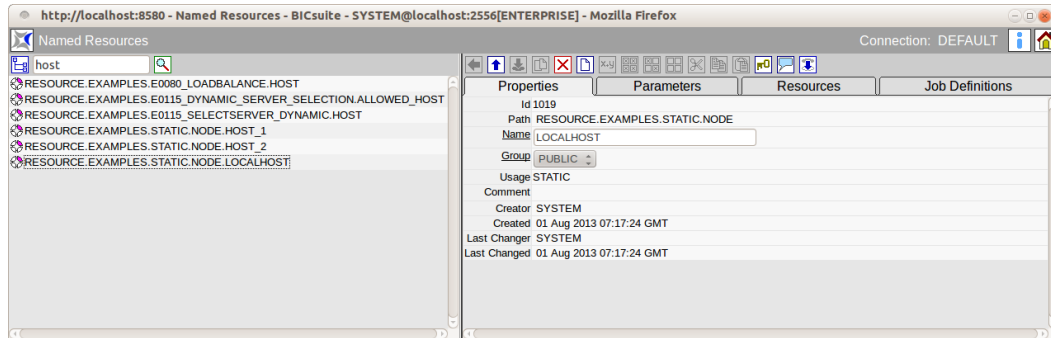 http://localhost:8580 - Named Resources - BICsuite - SYSTEM@localhost:2556[ENTERPRISE] - Mozilla Firefox
Named Resources
Connection: DEFAULT
host
RESOURCE.EXAMPLES.E0080_LOADBALANCE.HOST
RESOURCE.EXAMPLES.E0115_DYNAMIC_SERVER_SELECTION.ALLOWED_HOST
RESOURCE.EXAMPLES.E0115_SELECTSERVER_DYNAMIC.HOST
RESOURCE.EXAMPLES.STATIC.NODE.HOST_1
RESOURCE.EXAMPLES.STATIC.NODE.HOST_2
RESOURCE.EXAMPLES.STATIC.NODE.LOCALHOST
x.y
Properties Parameters Resources Job Definitions
Id 1019
Path RESOURCE.EXAMPLES.STATIC.NODE
Name LOCALHOST
Group PUBLIC
Usage STATIC
Comment
Creator SYSTEM
Created 01 Aug 2013 07:17:24 GMT
Last Changer SYSTEM
Last Changed 01 Aug 2013 07:17:24 GMT